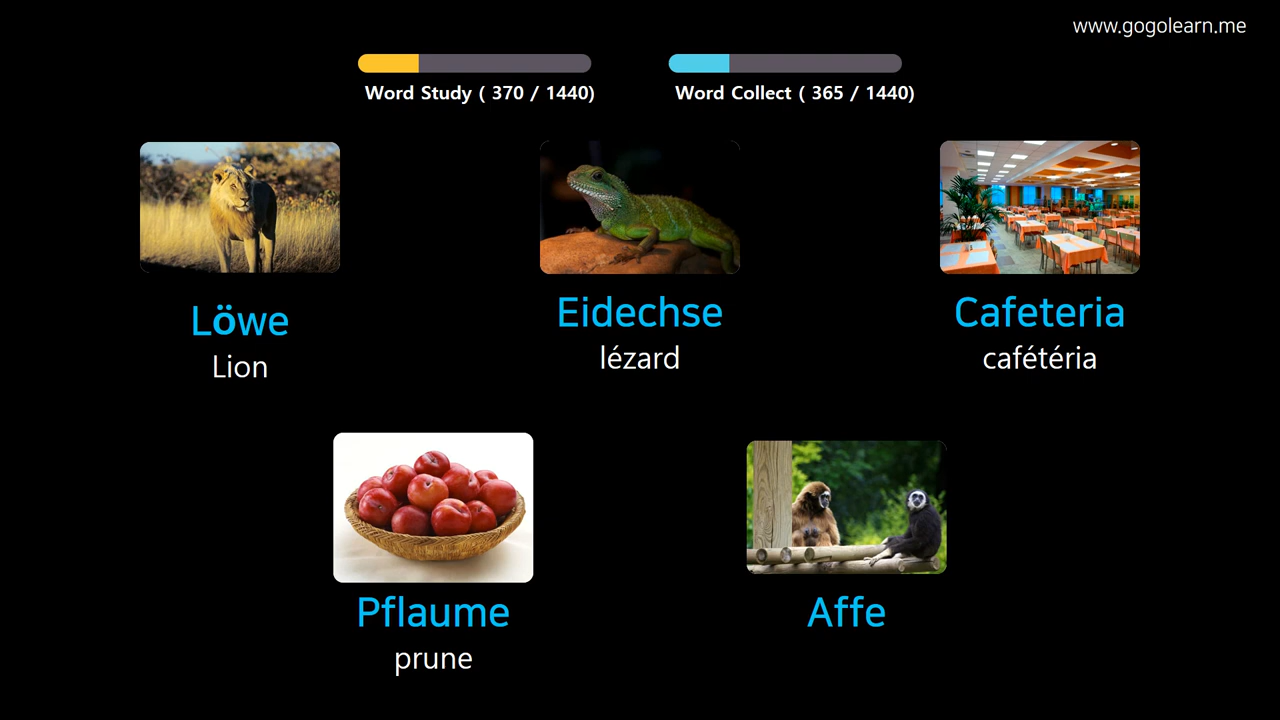 www.gogolearn.me
Word Study ( 370 / 1440)
Word Collect ( 365 / 1440)
Löwe
Lion
Eidechse
lézard
Cafeteria
cafétéria
Pflaume
prune
Affe